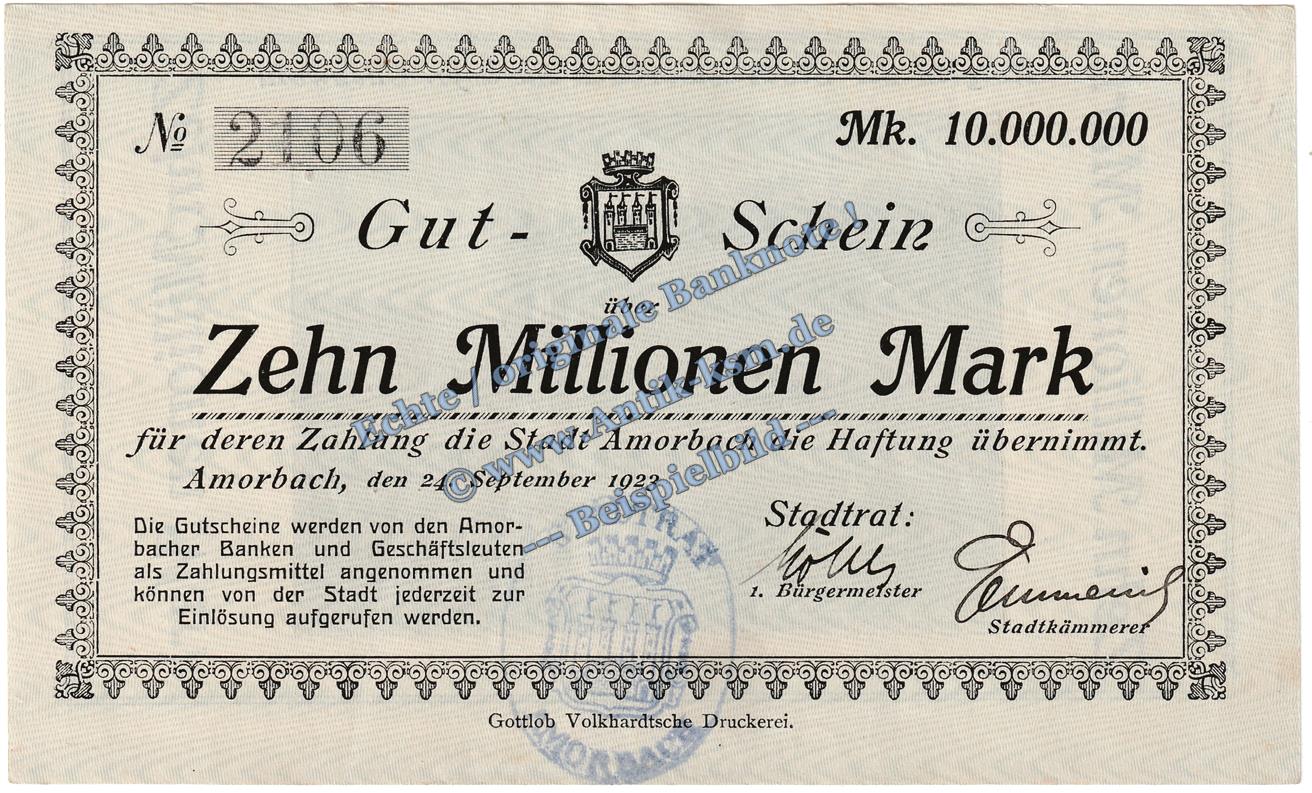 № 2106
Mk. 10.000.000
Gut- Schein
über
Zehn Millionen Mark
für deren Zahlung die Stadt Amorbach die Haftung übernimmt.
Amorbach, den 24. September 1923
Die Gutscheine werden von den Amor-
bacher Banken und Geschäftsleuten
als Zahlungsmittel angenommen und
können von der Stadt jederzeit zur
Einlösung aufgerufen werden.
Stadtrat:
1. Bürgermeister
Stadtkämmerer
STADTRAT
AMORBACH
Gottlob Volkhardtsche Druckerei.
Echte / originale Banknote !
© www.Antik-ksm.de
--- Beispielbild ---